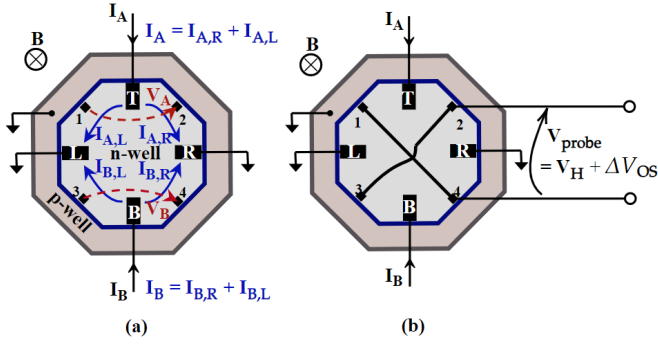 I_A
I_A = I_A,R + I_A,L
B
T
V_A
1
2
I_A,L
I_A,R
L
n-well
R
I_B,L
I_B,R
3
4
V_B
B
p-well
I_B
I_B = I_B,R + I_B,L
(a)
I_A
B
T
1
2
L
R
V_probe
= V_H + ΔV_OS
3
4
B
I_B
(b)